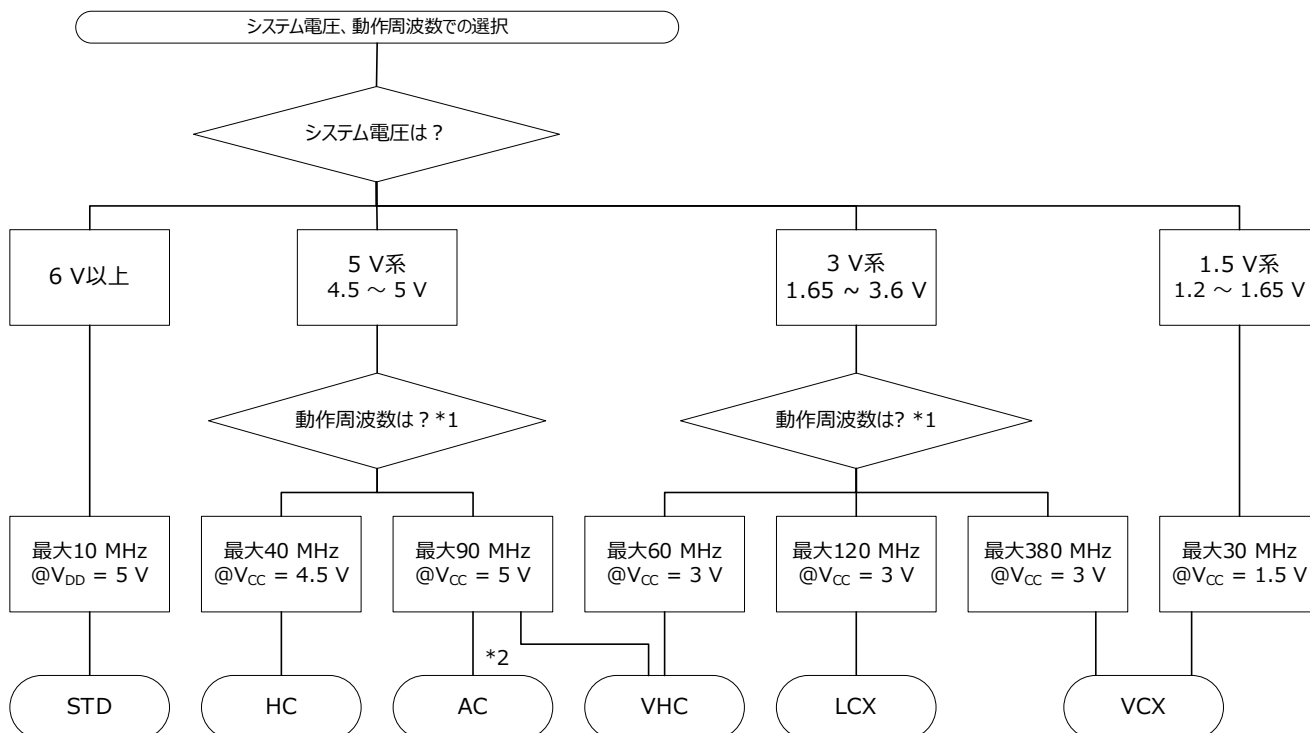 システム電圧、動作周波数での選択
システム電圧は？
6 V以上
5 V系
4.5 ～ 5 V
3 V系
1.65 ~ 3.6 V
1.5 V系
1.2 ～ 1.65 V
動作周波数は？*1
動作周波数は? *1
最大10 MHz
@VDD = 5 V
最大40 MHz
@VCC = 4.5 V
最大90 MHz
@VCC = 5 V
最大60 MHz
@VCC = 3 V
最大120 MHz
@VCC = 3 V
最大380 MHz
@VCC = 3 V
最大30 MHz
@VCC = 1.5 V
*2
STD
HC
AC
VHC
LCX
VCX